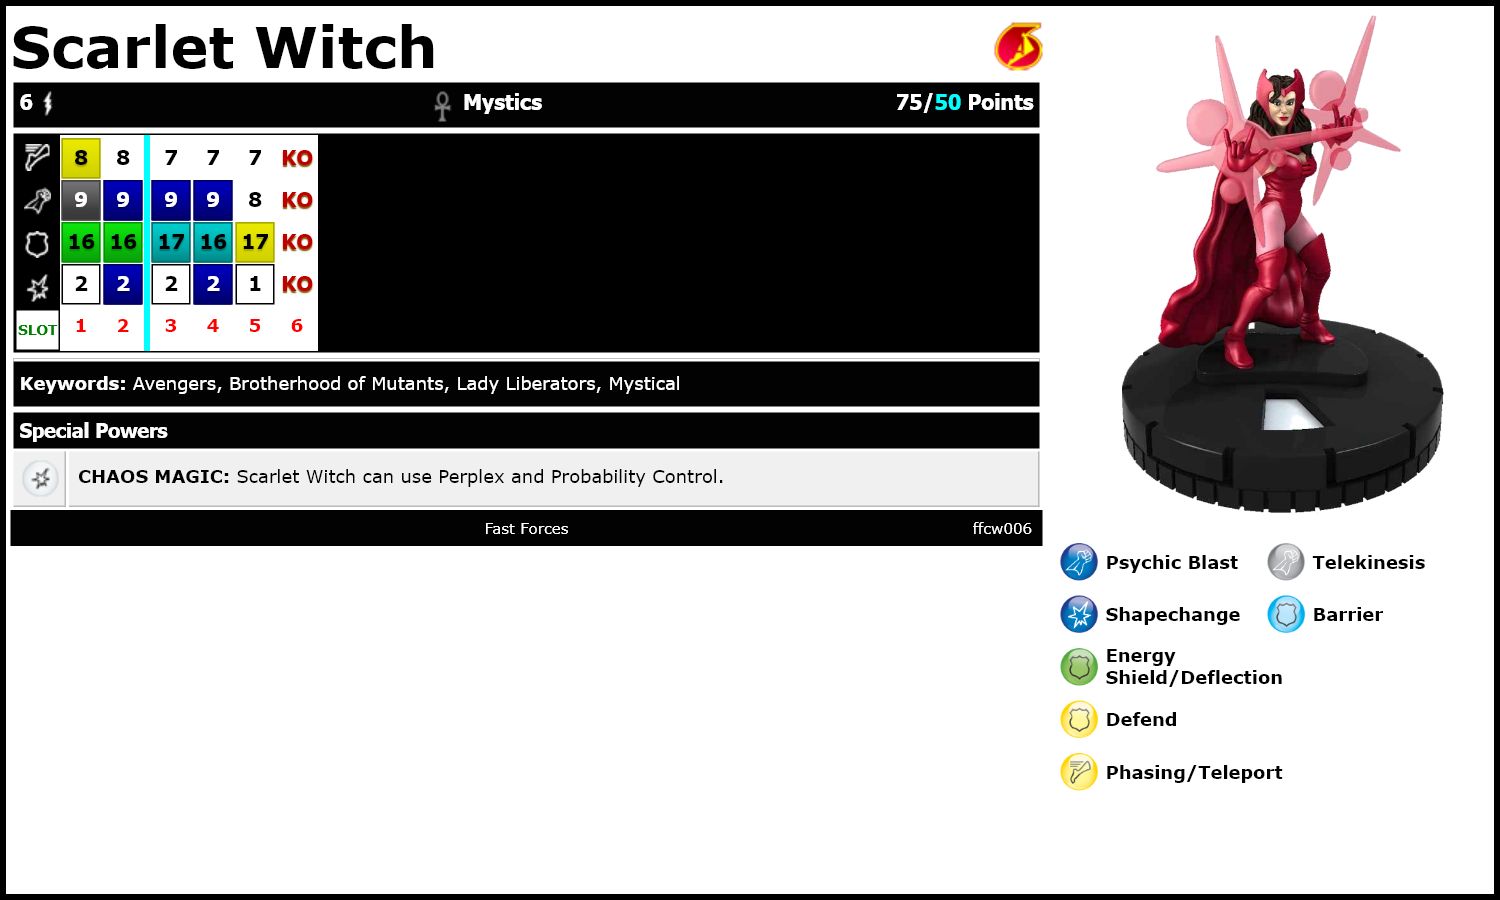 Scarlet Witch
6 Mystics 75/50 Points
8 8 7 7 7 KO
9 9 9 9 8 KO
16 16 17 16 17 KO
2 2 2 2 1 KO
SLOT 1 2 3 4 5 6
Keywords: Avengers, Brotherhood of Mutants, Lady Liberators, Mystical
Special Powers
CHAOS MAGIC: Scarlet Witch can use Perplex and Probability Control.
Fast Forces ffcw006
Psychic Blast Telekinesis
Shapechange Barrier
Energy
Shield/Deflection
Defend
Phasing/Teleport